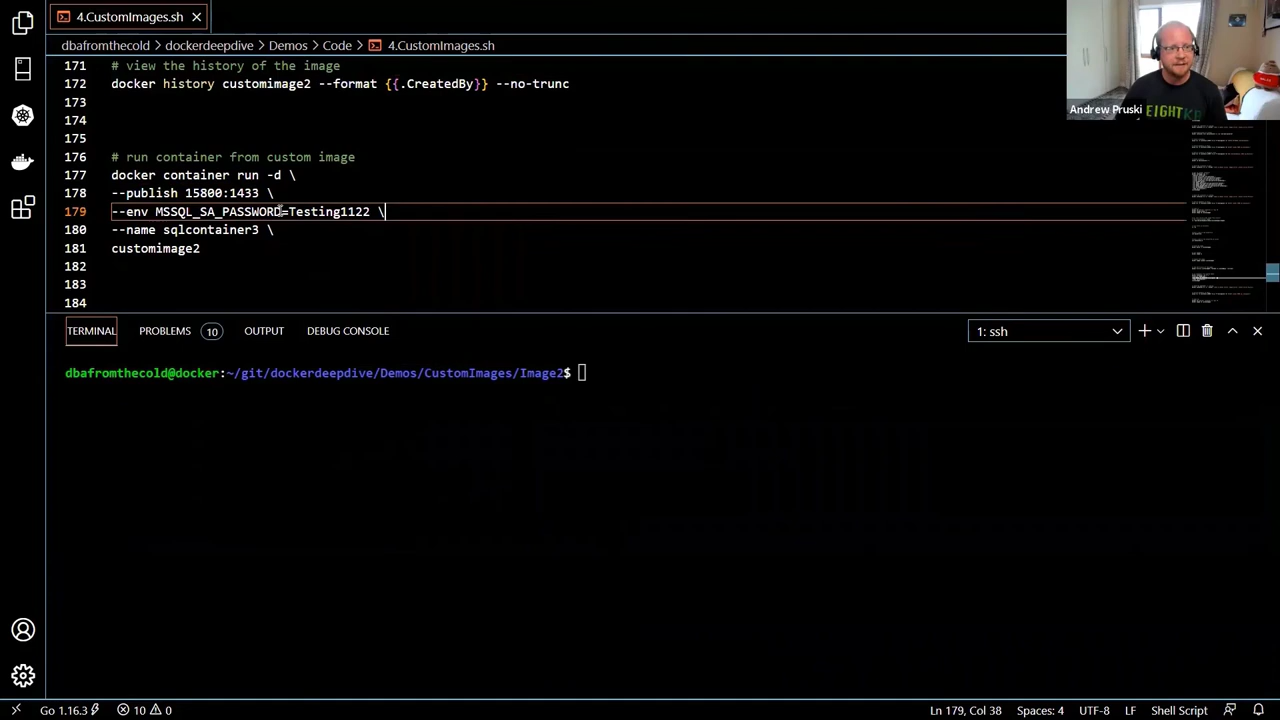 4.CustomImages.sh
dbafromthecold > dockerdeepdive > Demos > Code > 4.CustomImages.sh
171 # view the history of the image
172 docker history customimage2 --format {{.CreatedBy}} --no-trunc
173
174
175
176 # run container from custom image
177 docker container run -d \
178 --publish 15800:1433 \
179 --env MSSQL_SA_PASSWORD=Testing1122 \
180 --name sqlcontainer3 \
181 customimage2
182
183
184
Andrew Pruski
EIGHTKB
TERMINAL PROBLEMS 10 OUTPUT DEBUG CONSOLE 1: ssh
dbafromthecold@docker:~/git/dockerdeepdive/Demos/CustomImages/Image2$
Go 1.16.3 10 0 Ln 179, Col 38 Spaces: 4 UTF-8 LF Shell Script